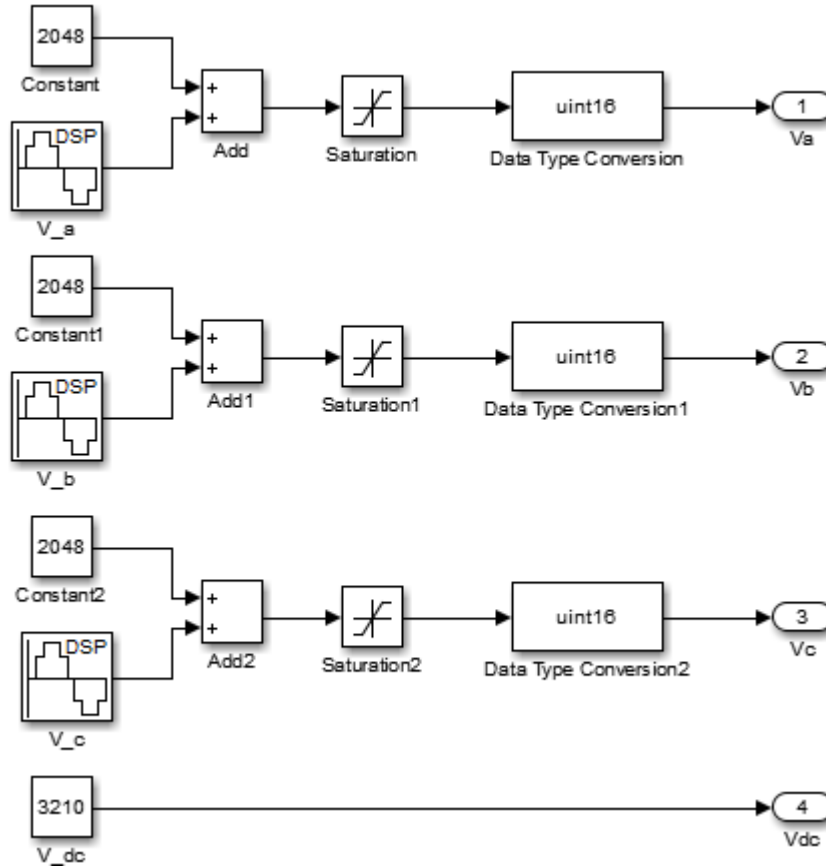 2048
Constant
+
+
Add
Saturation
uint16
Data Type Conversion
1
Va
DSP
V_a
2048
Constant1
+
+
Add1
Saturation1
uint16
Data Type Conversion1
2
Vb
DSP
V_b
2048
Constant2
+
+
Add2
Saturation2
uint16
Data Type Conversion2
3
Vc
DSP
V_c
3210
V_dc
4
Vdc